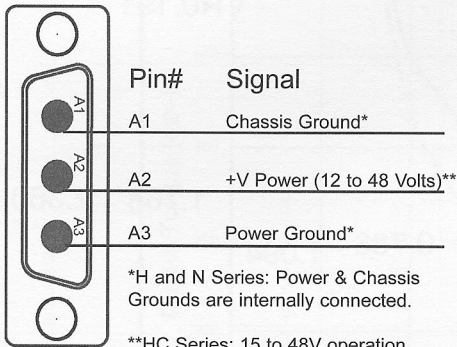 Pin# Signal
A1 A1 Chassis Ground*
A2 A2 +V Power (12 to 48 Volts)**
A3 A3 Power Ground*
*H and N Series: Power & Chassis
Grounds are internally connected.
**HC Series: 15 to 48V operation